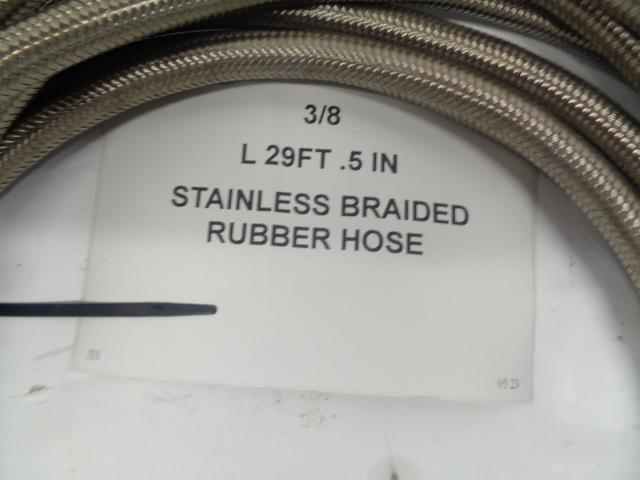 3/8
L 29FT .5 IN
STAINLESS BRAIDED
RUBBER HOSE